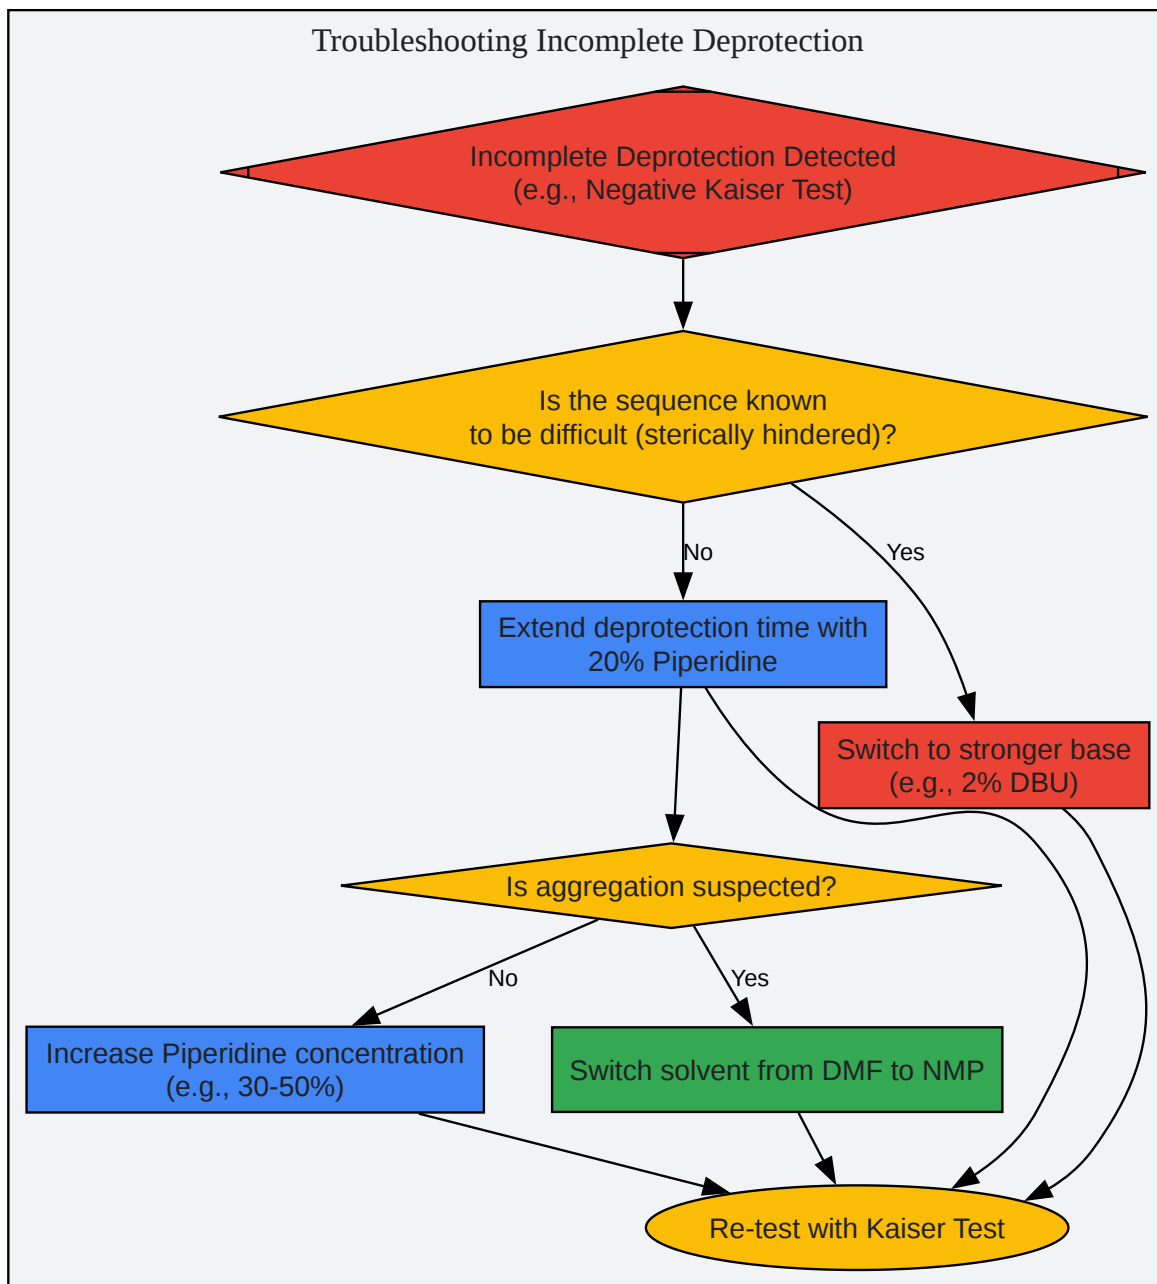 Troubleshooting Incomplete Deprotection
Incomplete Deprotection Detected
(e.g., Negative Kaiser Test)
Is the sequence known
to be difficult (sterically hindered)?
No
Yes
Extend deprotection time with
20% Piperidine
Switch to stronger base
(e.g., 2% DBU)
Is aggregation suspected?
No
Yes
Increase Piperidine concentration
(e.g., 30-50%)
Switch solvent from DMF to NMP
Re-test with Kaiser Test